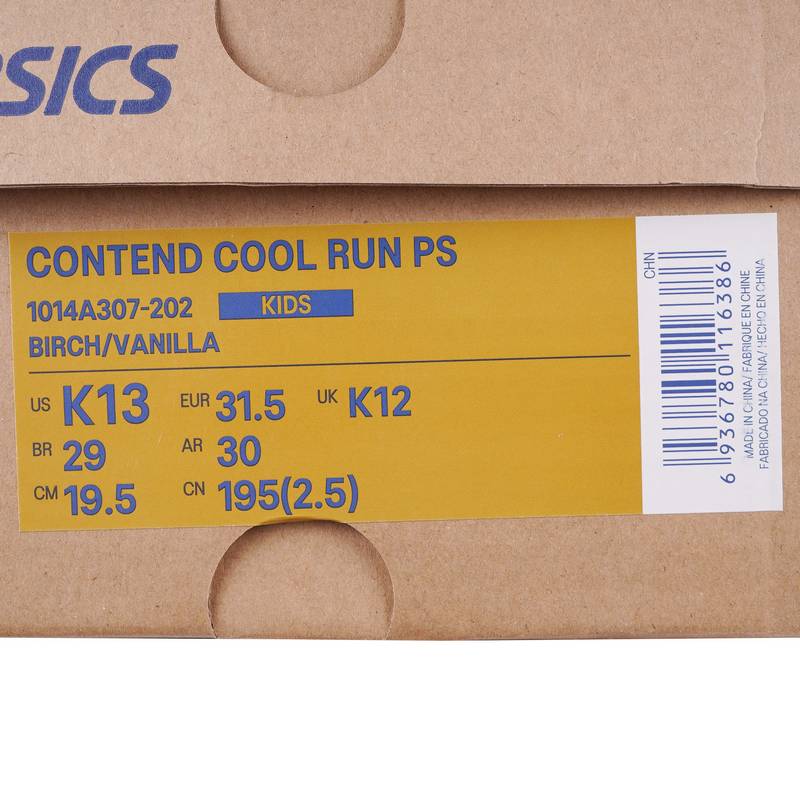 ASICS
CONTEND COOL RUN PS
1014A307-202 KIDS
BIRCH/VANILLA
US K13 EUR 31.5 UK K12
BR 29 AR 30
CM 19.5 CN 195(2.5)
CHN
6 936780 116386
MADE IN CHINA/ FABRIQUE EN CHINE
FABRICADO NA CHINA/ HECHO EN CHINA